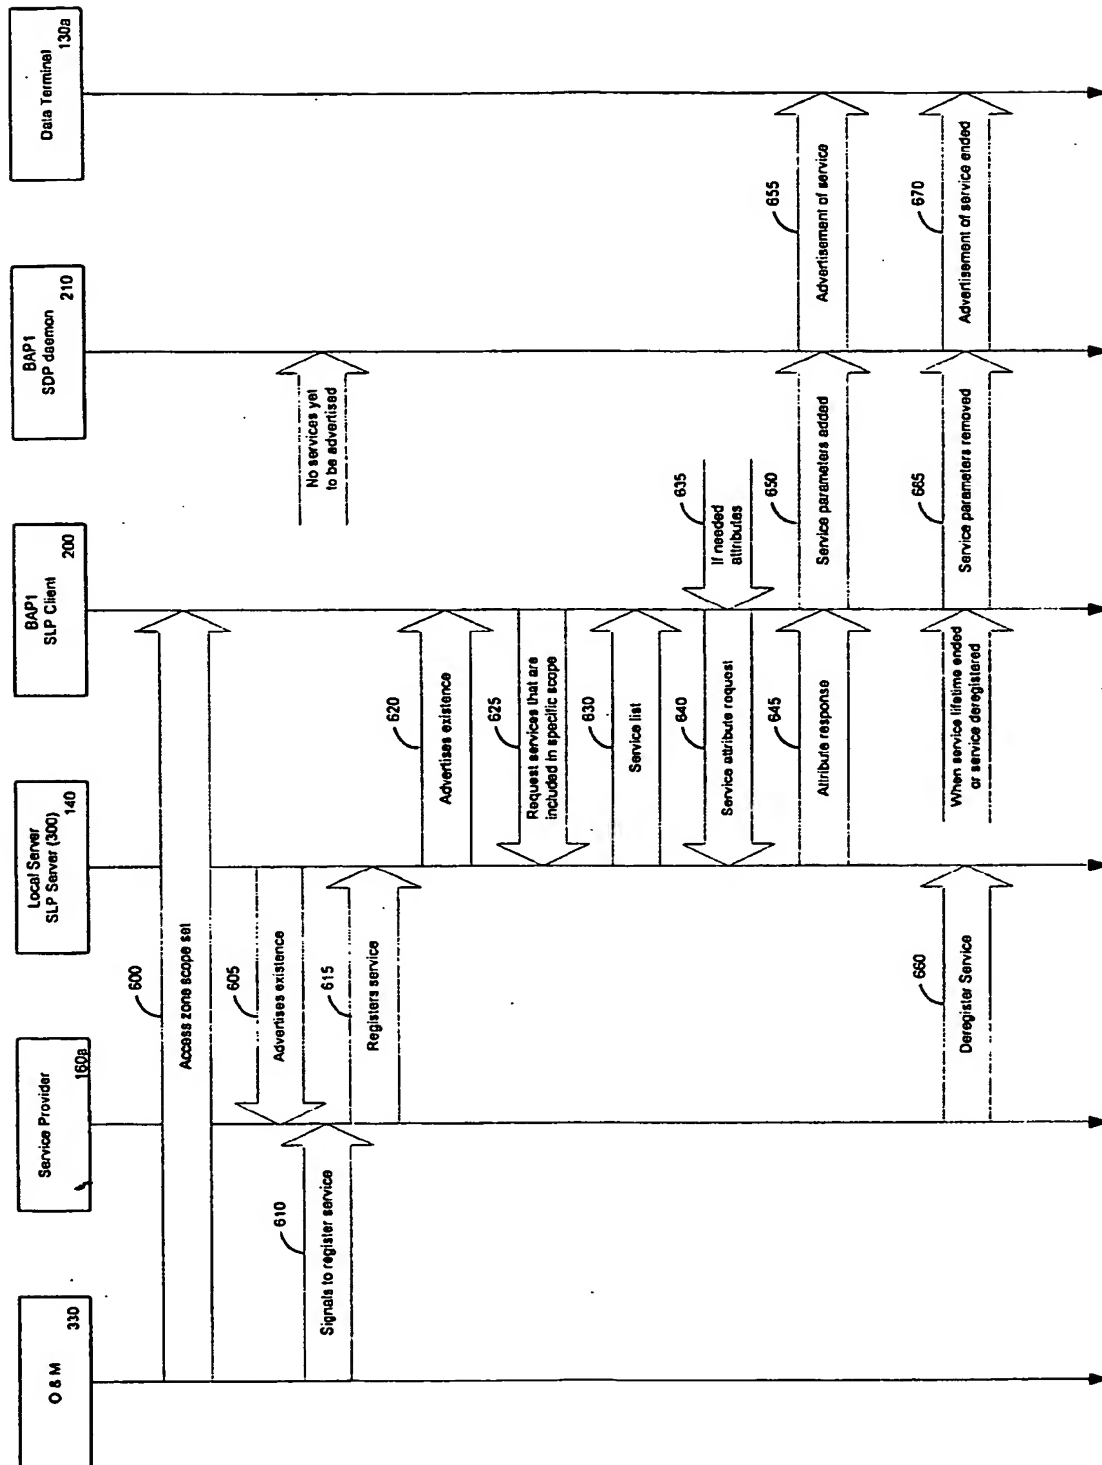 O & M
330
Service Provider
160a
Local Server
SLP Server (300)
140
BAP1
SLP Client
200
BAP1
SDP daemon
210
Data Terminal
130a
600
Access zone scope set
605
Advertises existence
610
Signals to register service
No services yet
to be advertised
615
Registers service
620
Advertises existence
625
Request services that are
included in specific scope
630
Service list
635
If needed
attributes
640
Service attribute request
645
Attribute response
650
Service parameters added
655
Advertisement of service
660
Deregister Service
When service lifetime ended
or service deregistered
665
Service parameters removed
670
Advertisement of service ended